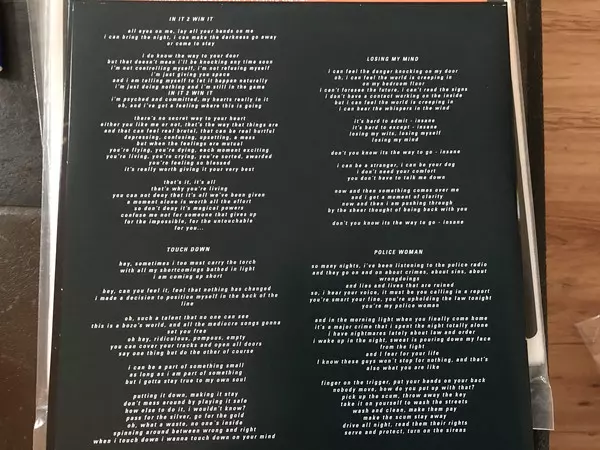 IN IT 2 WIN IT
all eyes on me, lay all your hands on me
i can bring the night, i can make the darkness go away
or come to stay
i do know the way to your door
but that doesn't mean i'll be knocking any time soon
i'm not controlling myself, i'm not refusing myself
i'm just giving you space
and i am telling myself to let it happen naturally
i'm just doing nothing and i'm still in the game
IN IT 2 WIN IT
i'm psyched and committed, my hearts really in it
oh, and i've got a feeling where this is going
there's no secret way to your heart
either you like me or not, that's the way that things are
and that can feel real brutal, that can be real hurtful
depressing, confusing, upsetting, a mess
but when the feelings are mutual
you're flying, you're dying, each moment exciting
you're living, you're crying, you're sorted, awarded
you're feeling so blessed
it's really worth giving it your very best
that's it, it's all
that's why you're living
you can not deny that it's all we've been given
a moment alone is worth all the effort
so don't deny it's magical powers
confuse me not for someone that gives up
for the impossible, for the untouchable
for you...
TOUCH DOWN
hey, sometimes i too must carry the torch
with all my shortcomings bathed in light
i am coming up short
hey, can you feel it, feel that nothing has changed
i made a decision to position myself in the back of the
line
oh, such a talent that no one can see
this is a bozo's world, and all the mediocre songs gonna
set you free
oh hey, ridiculous, pompous, empty
you can cover your tracks and open all doors
say one thing but do the other of course
i can be a part of something small
as long as i am part of something
but i gotta stay true to my own soul
putting it down, making it stay
don't mess around by playing it safe
how else to do it, i wouldn't know?
pass for the silver, go for the gold
oh, what a waste, no one's inside
spinning around between wrong and right
when i touch down i wanna touch down on your mind
LOSING MY MIND
i can feel the danger knocking on my door
oh, i can feel the world is creeping in
on my bedroom floor
i can't foresee the future, i can't read the signs
i don't have a contact working on the inside
but i can feel the world is creeping in
i can hear the whispers in the wind
it's hard to admit - insane
it's hard to except - insane
losing my wits, losing myself
losing my mind
don't you know its the way to go - insane
i can be a stranger, i can be your dog
i don't need your comfort
you don't have to talk me down
now and then something comes over me
and i get a moment of clarity
now and then i am pushing through
by the sheer thought of being back with you
don't you know its the way to go - insane
POLICE WOMAN
so many nights, i've been listening to the police radio
and they go on and on about crimes, about sins, about
wrongdoings
and lies and lives that are ruined
so, i hear your voice, it must be you calling in a report
you're smart your fine, you're upholding the law tonight
you're my police woman
and in the morning light when you finally come home
it's a major crime that i spent the night totally alone
i have nightmares lately about law and order
i wake up in the night, sweat is pouring down my face
from the fight
and i fear for your life
I know these guys won't stop for nothing, and that's
also what you are like
finger on the trigger, put your hands on your back
nobody move, how do you put up with that?
pick up the scum, throw away the key
take it on yourself to wash the streets
wash and clean, make them pay
make the scum stay away
drive all night, read them their rights
serve and protect, turn on the sirens